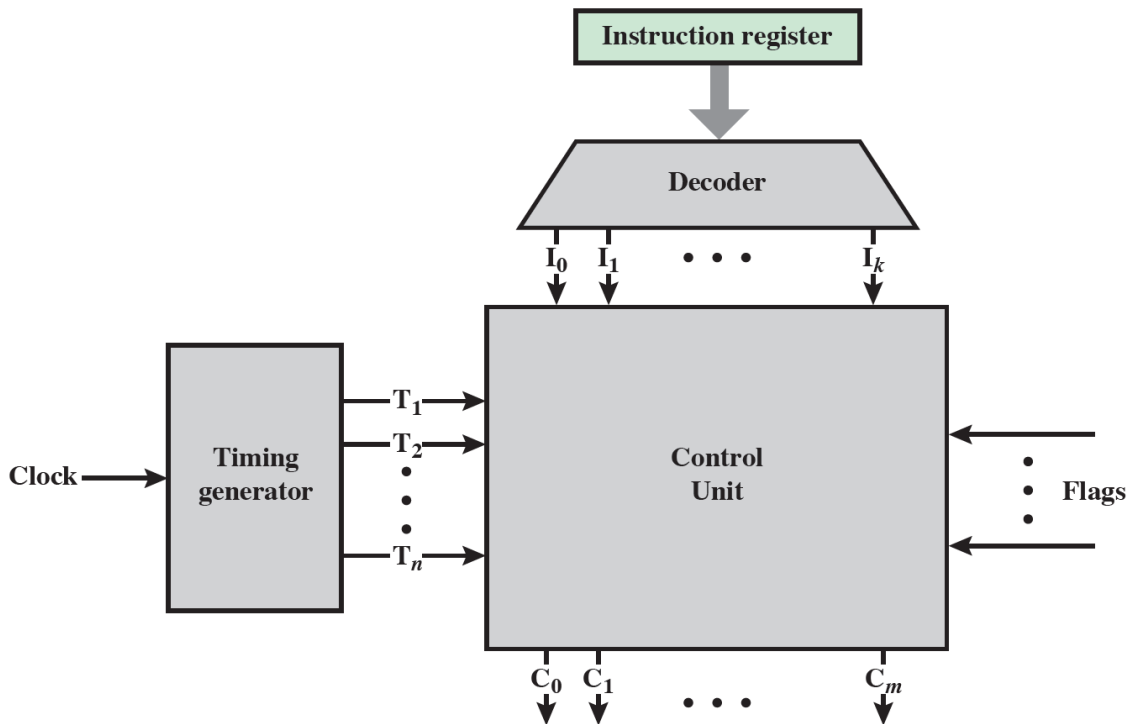 Instruction register
Decoder
I₀ I₁ • • • Iₖ
T₁
T₂
•
•
•
Tₙ
Clock
Timing
generator
Control
Unit
•
•
•
Flags
C₀ C₁ • • • Cₘ